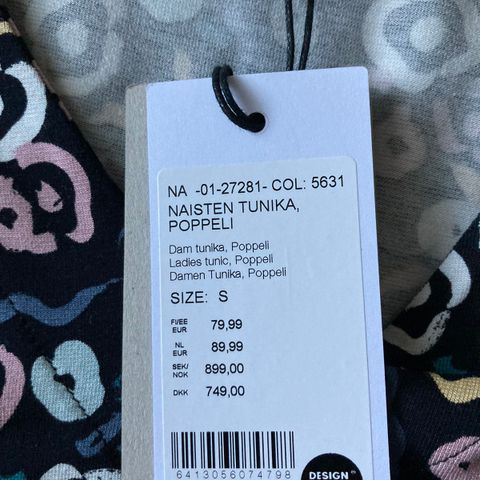 NA -01-27281- COL: 5631
NAISTEN TUNIKA,
POPPELI
Dam tunika, Poppeli
Ladies tunic, Poppeli
Damen Tunika, Poppeli
SIZE: S
FI/EE
EUR 79,99
NL
EUR 89,99
SEK/
NOK 899,00
DKK 749,00
6413056074798
DESIGN